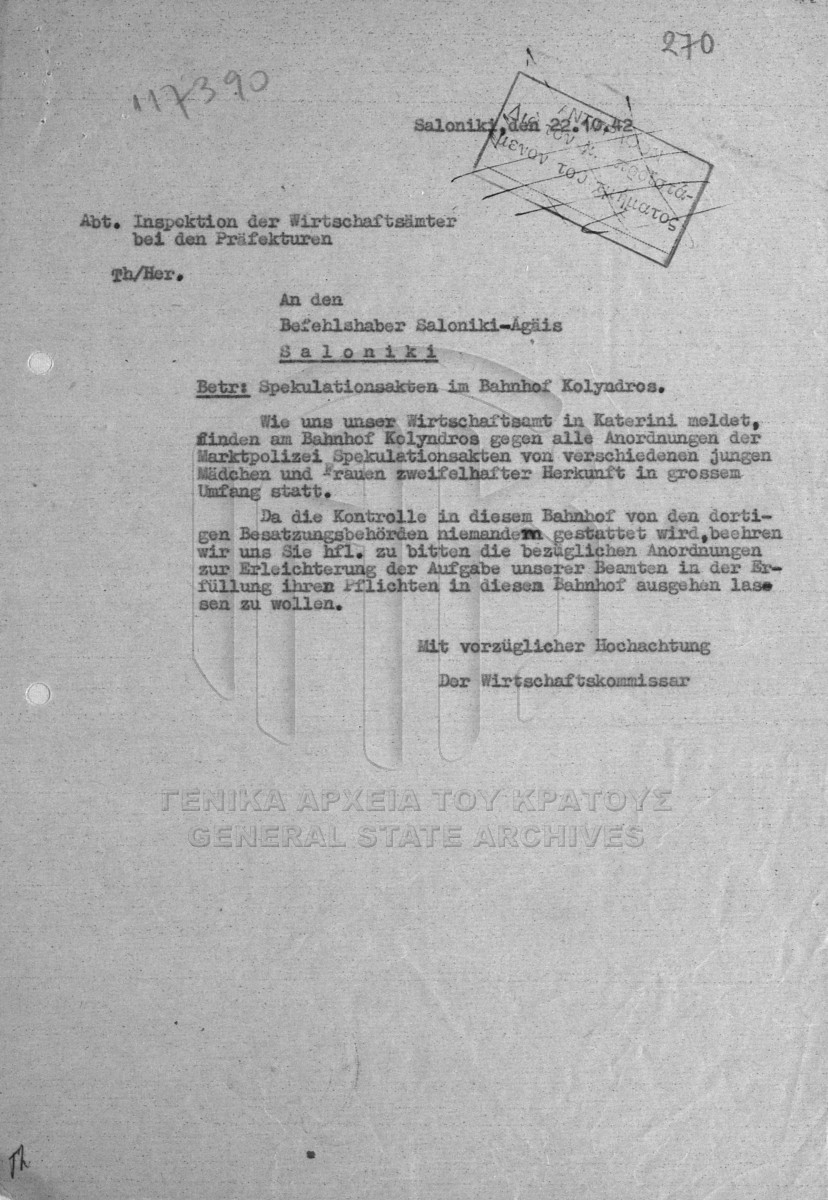 270
117390
Saloniki,den 22.10.42
Abt. Inspektion der Wirtschaftsämter
bei den Präfekturen
Th/Her.
An den
Befehlshaber Saloniki-Ägäis
S a l o n i k i
Betr: Spekulationsakten im Bahnhof Kolyndros.
Wie uns unser Wirtschaftsamt in Katerini meldet,
finden am Bahnhof Kolyndros gegen alle Anordnungen der
Marktpolizei Spekulationsakten von verschiedenen jungen
Mädchen und Frauen zweifelhafter Herkunft in grossem
Umfang statt.
Da die Kontrolle in diesem Bahnhof von den dorti-
gen Besatzungsbehörden niemandem gestattet wird,beehren
wir uns Sie hfl. zu bitten die bezüglichen Anordnungen
zur Erleichterung der Aufgabe unserer Beamten in der Er-
füllung ihren Pflichten in diesen Bahnhof ausgehen las-
sen zu wollen.
Mit vorzüglicher Hochachtung
Der Wirtschaftskommissar
ΓΕΝΙΚΑ ΑΡΧΕΙΑ ΤΟΥ ΚΡΑΤΟΥΣ
GENERAL STATE ARCHIVES
Th